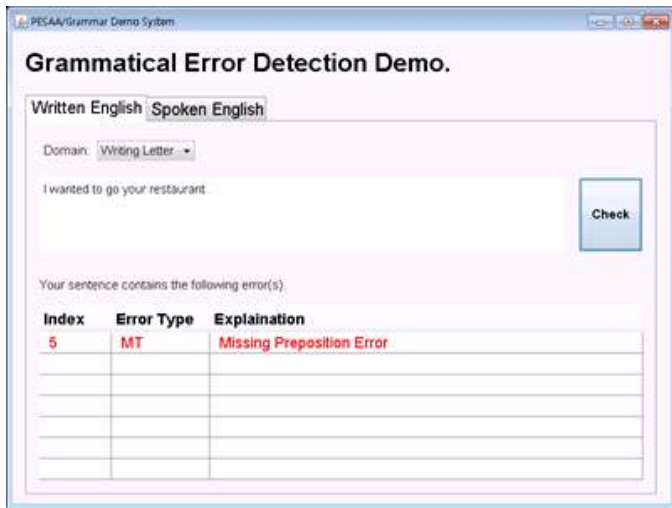 PESAA/Grammar Demo System
Grammatical Error Detection Demo.
Written English Spoken English
Domain: Writing Letter
I wanted to go your restaurant .
Check
Your sentence contains the following error(s).
Index Error Type Explaination
5 MT Missing Preposition Error